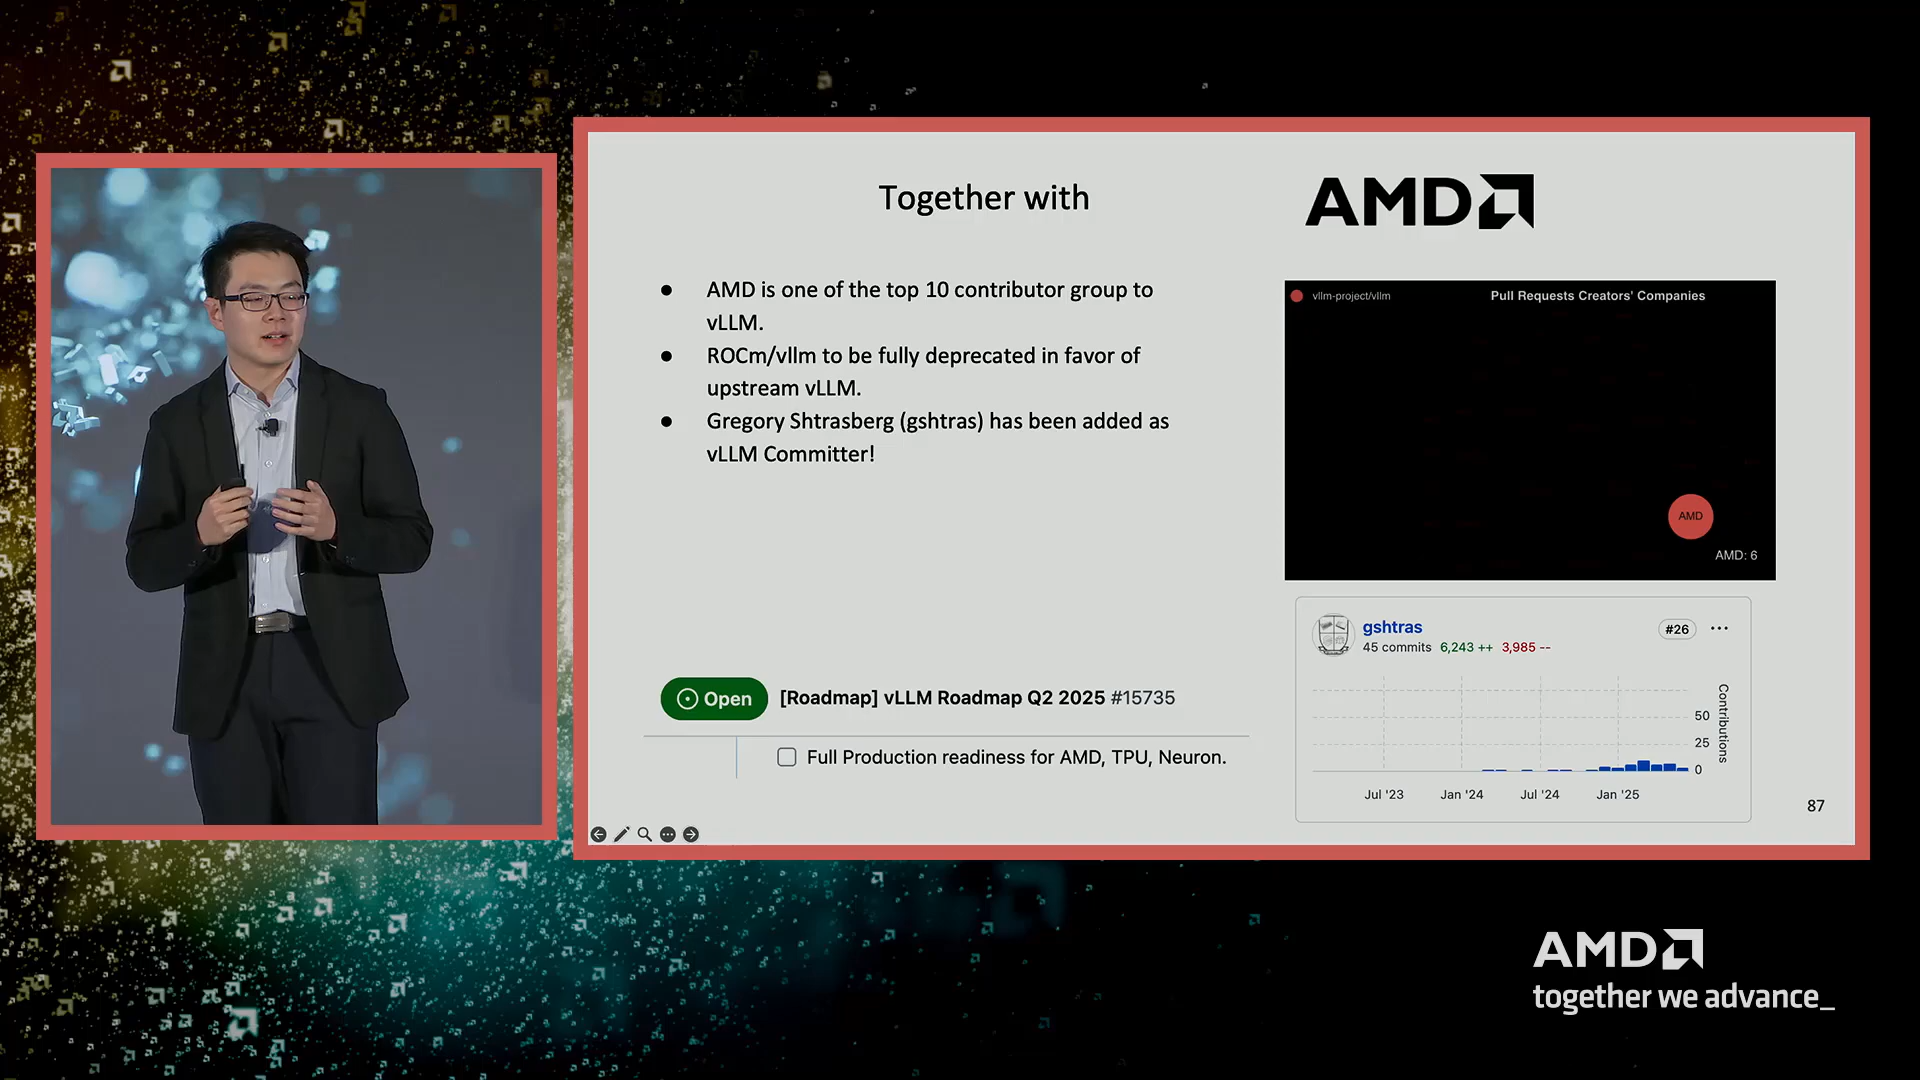 Together with
AMD
AMD is one of the top 10 contributor group to
vLLM.
ROCm/vllm to be fully deprecated in favor of
upstream vLLM.
Gregory Shtrasberg (gshtras) has been added as
vLLM Committer!
vllm-project/vllm
Pull Requests Creators' Companies
AMD
AMD: 6
gshtras
#26
45 commits 6,243 ++ 3,985 --
50
25
0
Contributions
Jul '23
Jan '24
Jul '24
Jan '25
Open [Roadmap] vLLM Roadmap Q2 2025 #15735
Full Production readiness for AMD, TPU, Neuron.
87
AMD
together we advance_